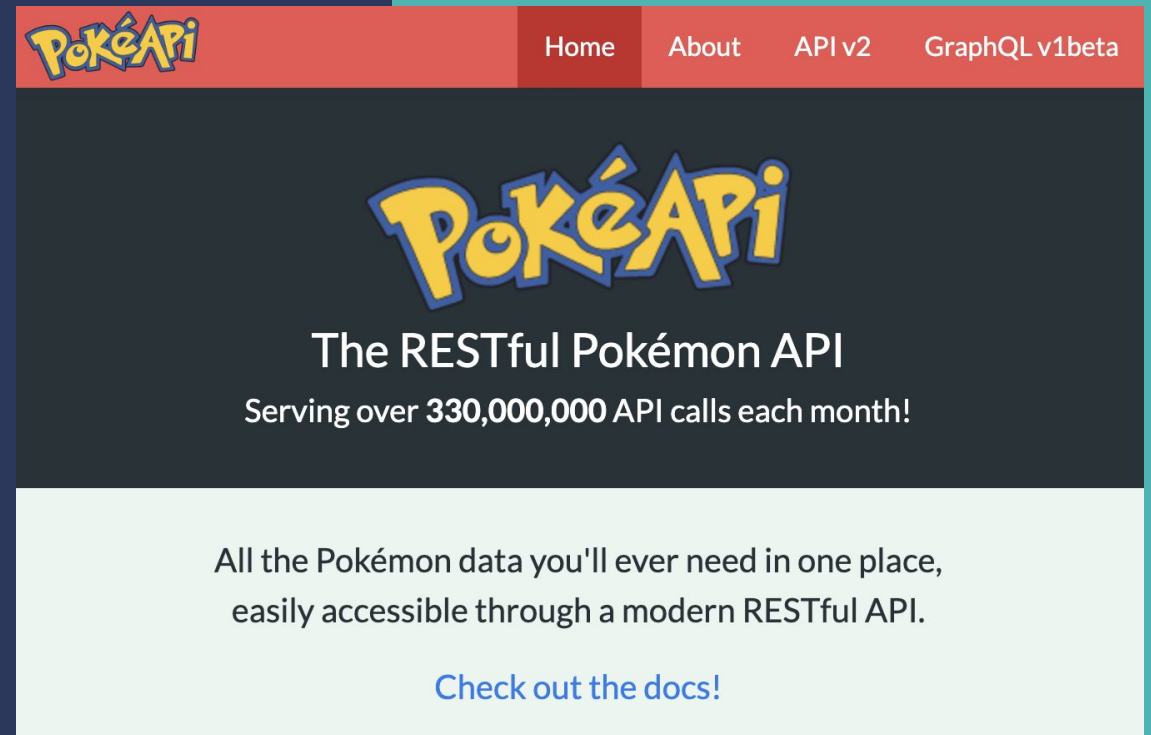 PokéApi
Home About API v2 GraphQL v1beta
PokéApi
The RESTful Pokémon API
Serving over 330,000,000 API calls each month!
All the Pokémon data you'll ever need in one place,
easily accessible through a modern RESTful API.
Check out the docs!